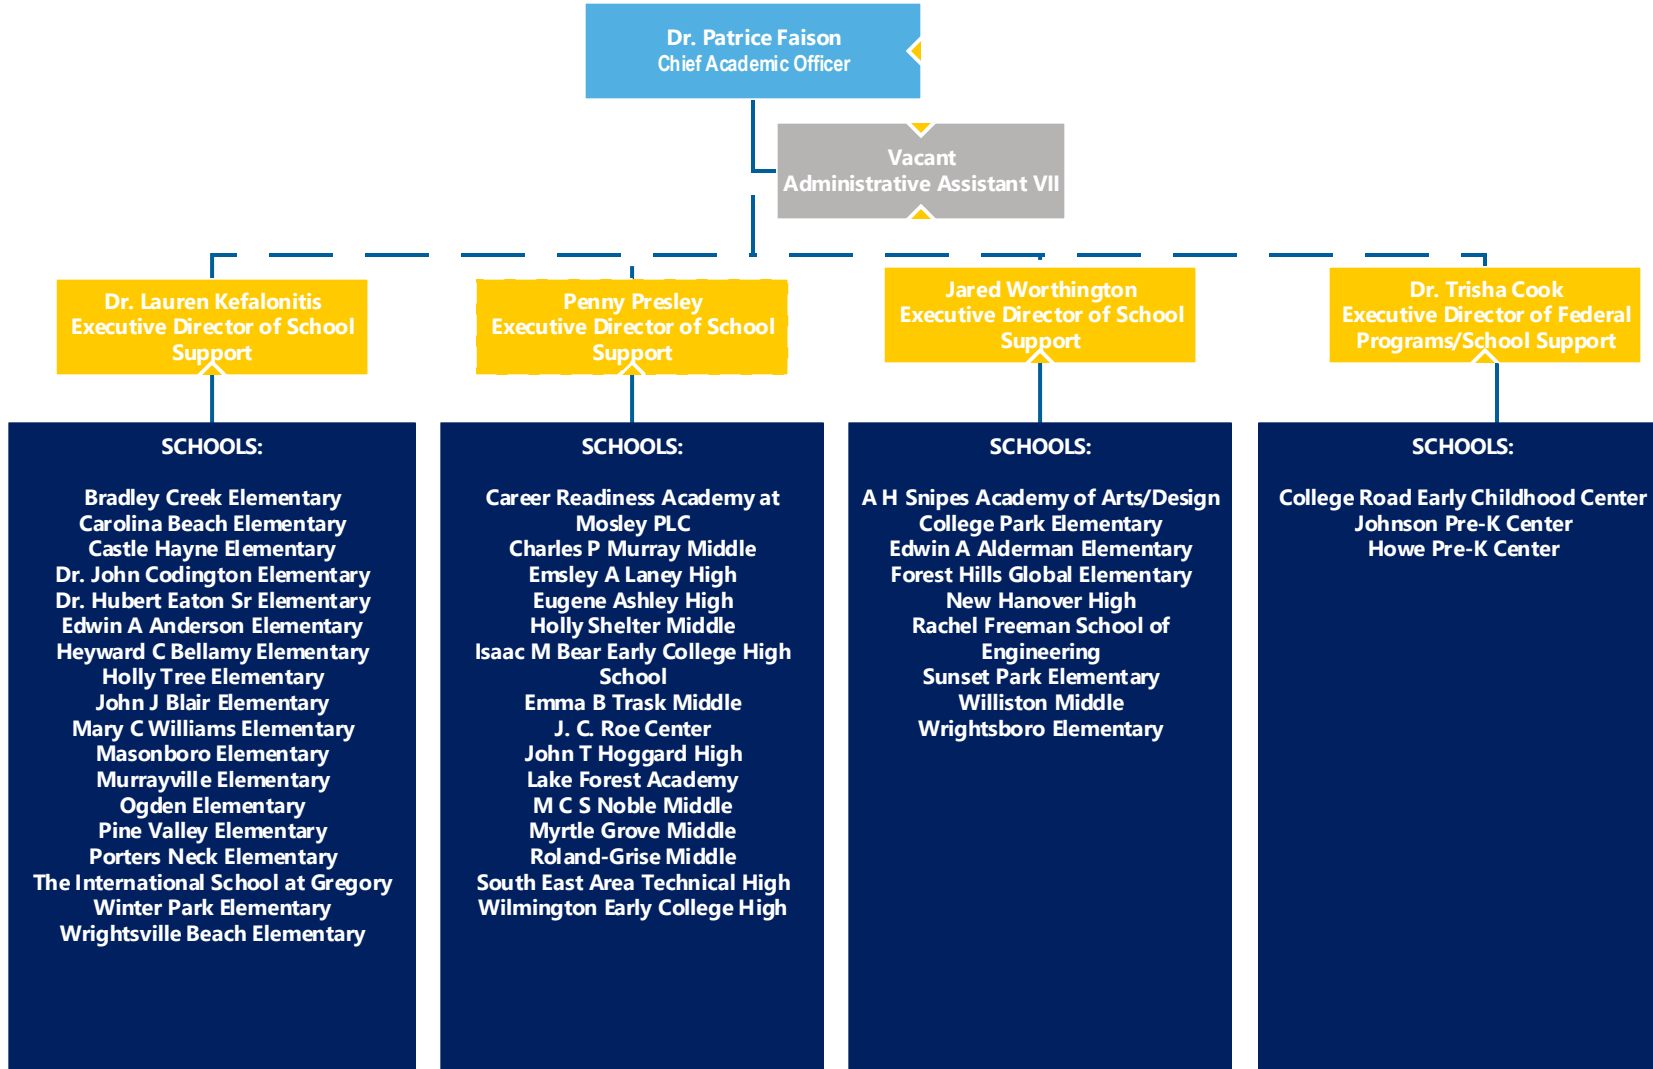 Dr. Patrice Faison
Chief Academic Officer
Vacant
Administrative Assistant VII
Dr. Lauren Kefalonitis
Executive Director of School
Support
Penny Presley
Executive Director of School
Support
Jared Worthington
Executive Director of School
Support
Dr. Trisha Cook
Executive Director of Federal
Programs/School Support
SCHOOLS:
Bradley Creek Elementary
Carolina Beach Elementary
Castle Hayne Elementary
Dr. John Codington Elementary
Dr. Hubert Eaton Sr Elementary
Edwin A Anderson Elementary
Heyward C Bellamy Elementary
Holly Tree Elementary
John J Blair Elementary
Mary C Williams Elementary
Masonboro Elementary
Murrayville Elementary
Ogden Elementary
Pine Valley Elementary
Porters Neck Elementary
The International School at Gregory
Winter Park Elementary
Wrightsville Beach Elementary
SCHOOLS:
Career Readiness Academy at
Mosley PLC
Charles P Murray Middle
Emsley A Laney High
Eugene Ashley High
Holly Shelter Middle
Isaac M Bear Early College High
School
Emma B Trask Middle
J. C. Roe Center
John T Hoggard High
Lake Forest Academy
M C S Noble Middle
Myrtle Grove Middle
Roland-Grise Middle
South East Area Technical High
Wilmington Early College High
SCHOOLS:
A H Snipes Academy of Arts/Design
College Park Elementary
Edwin A Alderman Elementary
Forest Hills Global Elementary
New Hanover High
Rachel Freeman School of
Engineering
Sunset Park Elementary
Williston Middle
Wrightsboro Elementary
SCHOOLS:
College Road Early Childhood Center
Johnson Pre-K Center
Howe Pre-K Center